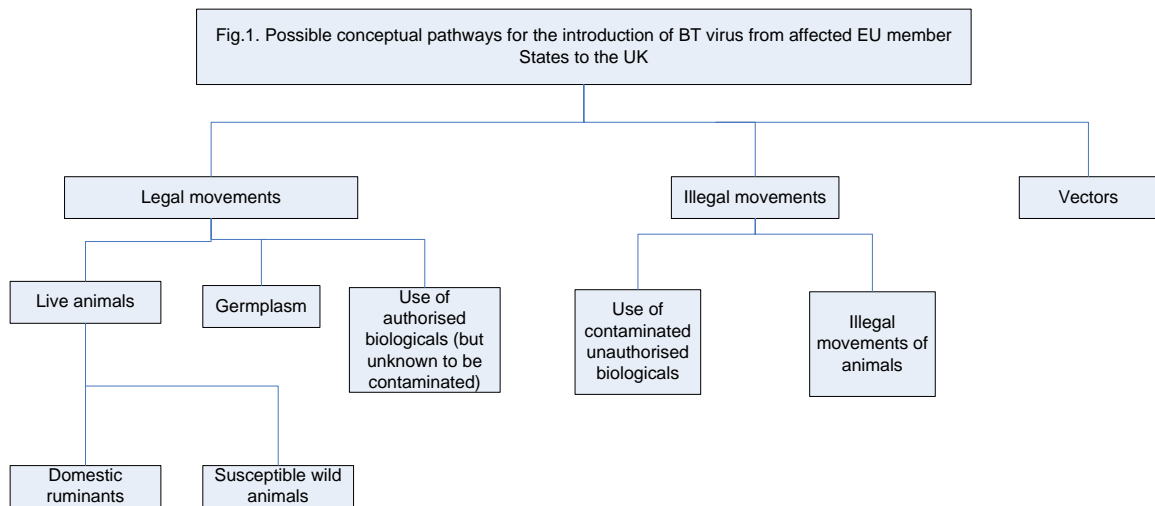 Fig.1. Possible conceptual pathways for the introduction of BT virus from affected EU member
States to the UK
Legal movements
Illegal movements
Vectors
Live animals
Germplasm
Use of
authorised
biologicals (but
unknown to be
contaminated)
Use of
contaminated
unauthorised
biologicals
Illegal
movements of
animals
Domestic
ruminants
Susceptible wild
animals